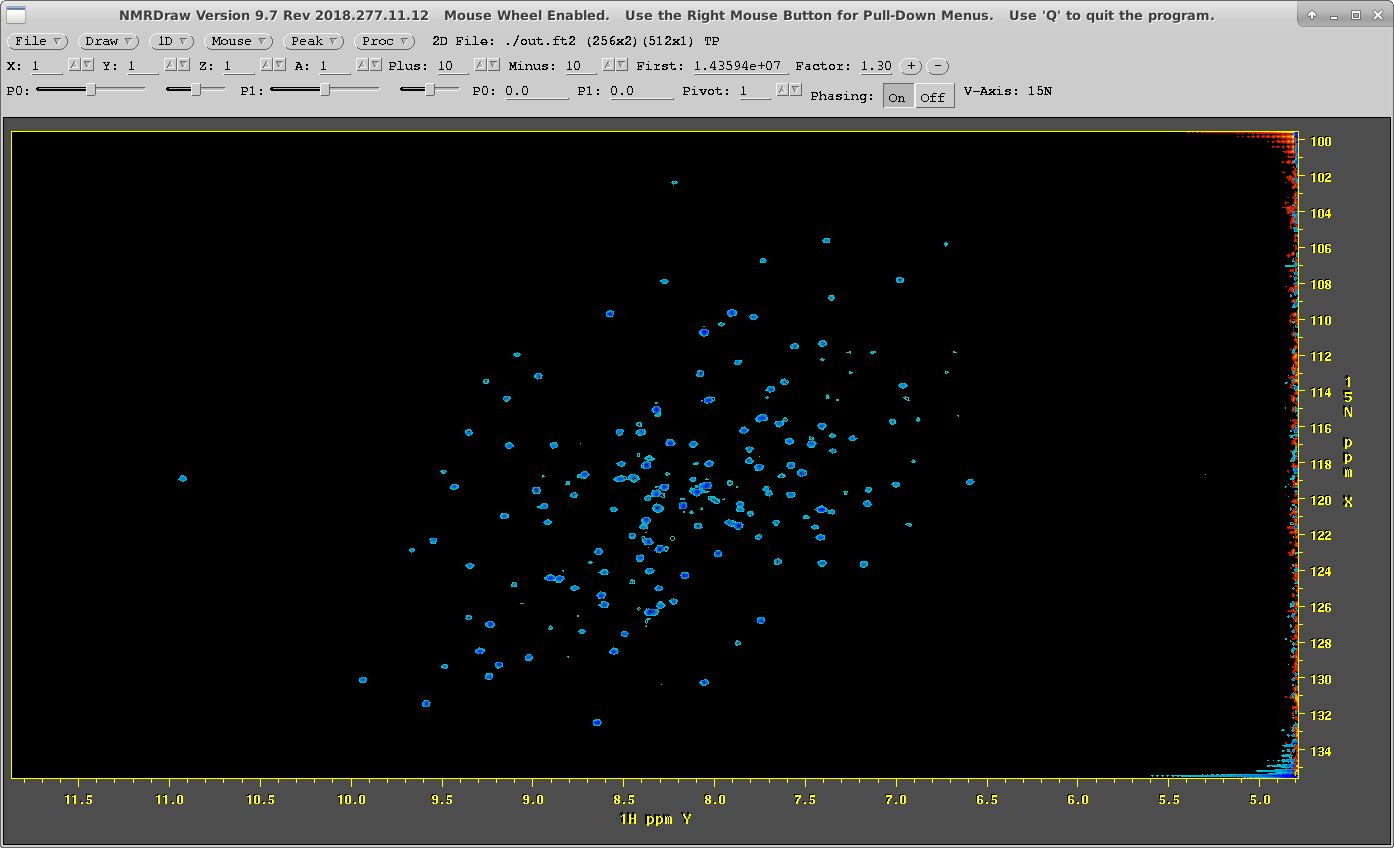 NMRDraw Version 9.7 Rev 2018.277.11.12 Mouse Wheel Enabled. Use the Right Mouse Button for Pull-Down Menus. Use 'Q' to quit the program.
File Draw 1D Mouse Peak Proc 2D File: ./out.ft2 (256x2)(512x1) TP
X: 1 Y: 1 Z: 1 A: 1 Plus: 10 Minus: 10 First: 1.43594e+07 Factor: 1.30 + -
P0: P1: P0: 0.0 P1: 0.0 Pivot: 1 Phasing: On Off V-Axis: 15N
100
102
104
106
108
110
112
114
116
118
120
122
124
126
128
130
132
134
15N ppm X
11.5 11.0 10.5 10.0 9.5 9.0 8.5 8.0 7.5 7.0 6.5 6.0 5.5 5.0
1H ppm Y